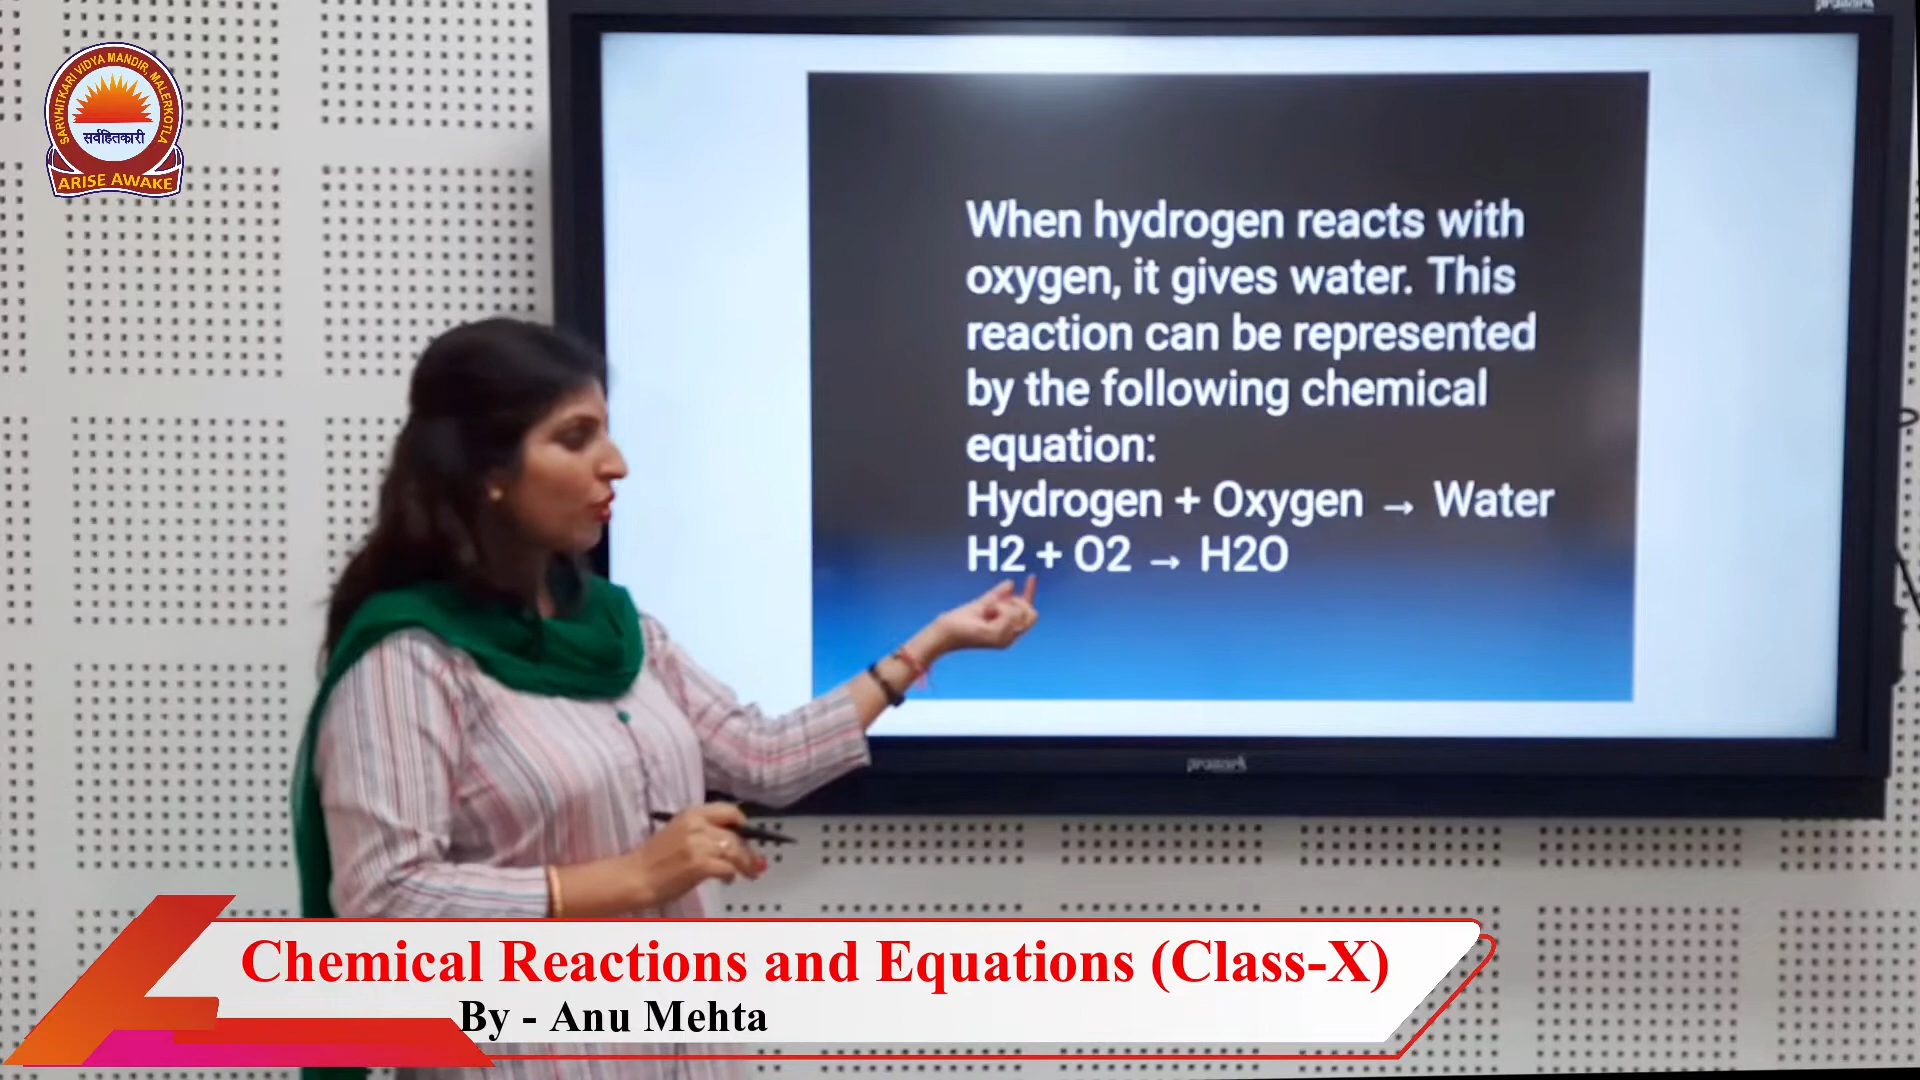 SARVHITKARI VIDYA MANDIR, MALERKOTLA
सर्वहितकारी
ARISE AWAKE
promark
When hydrogen reacts with
oxygen, it gives water. This
reaction can be represented
by the following chemical
equation:
Hydrogen + Oxygen → Water
H2 + O2 → H2O
promark
Chemical Reactions and Equations (Class-X)
By - Anu Mehta